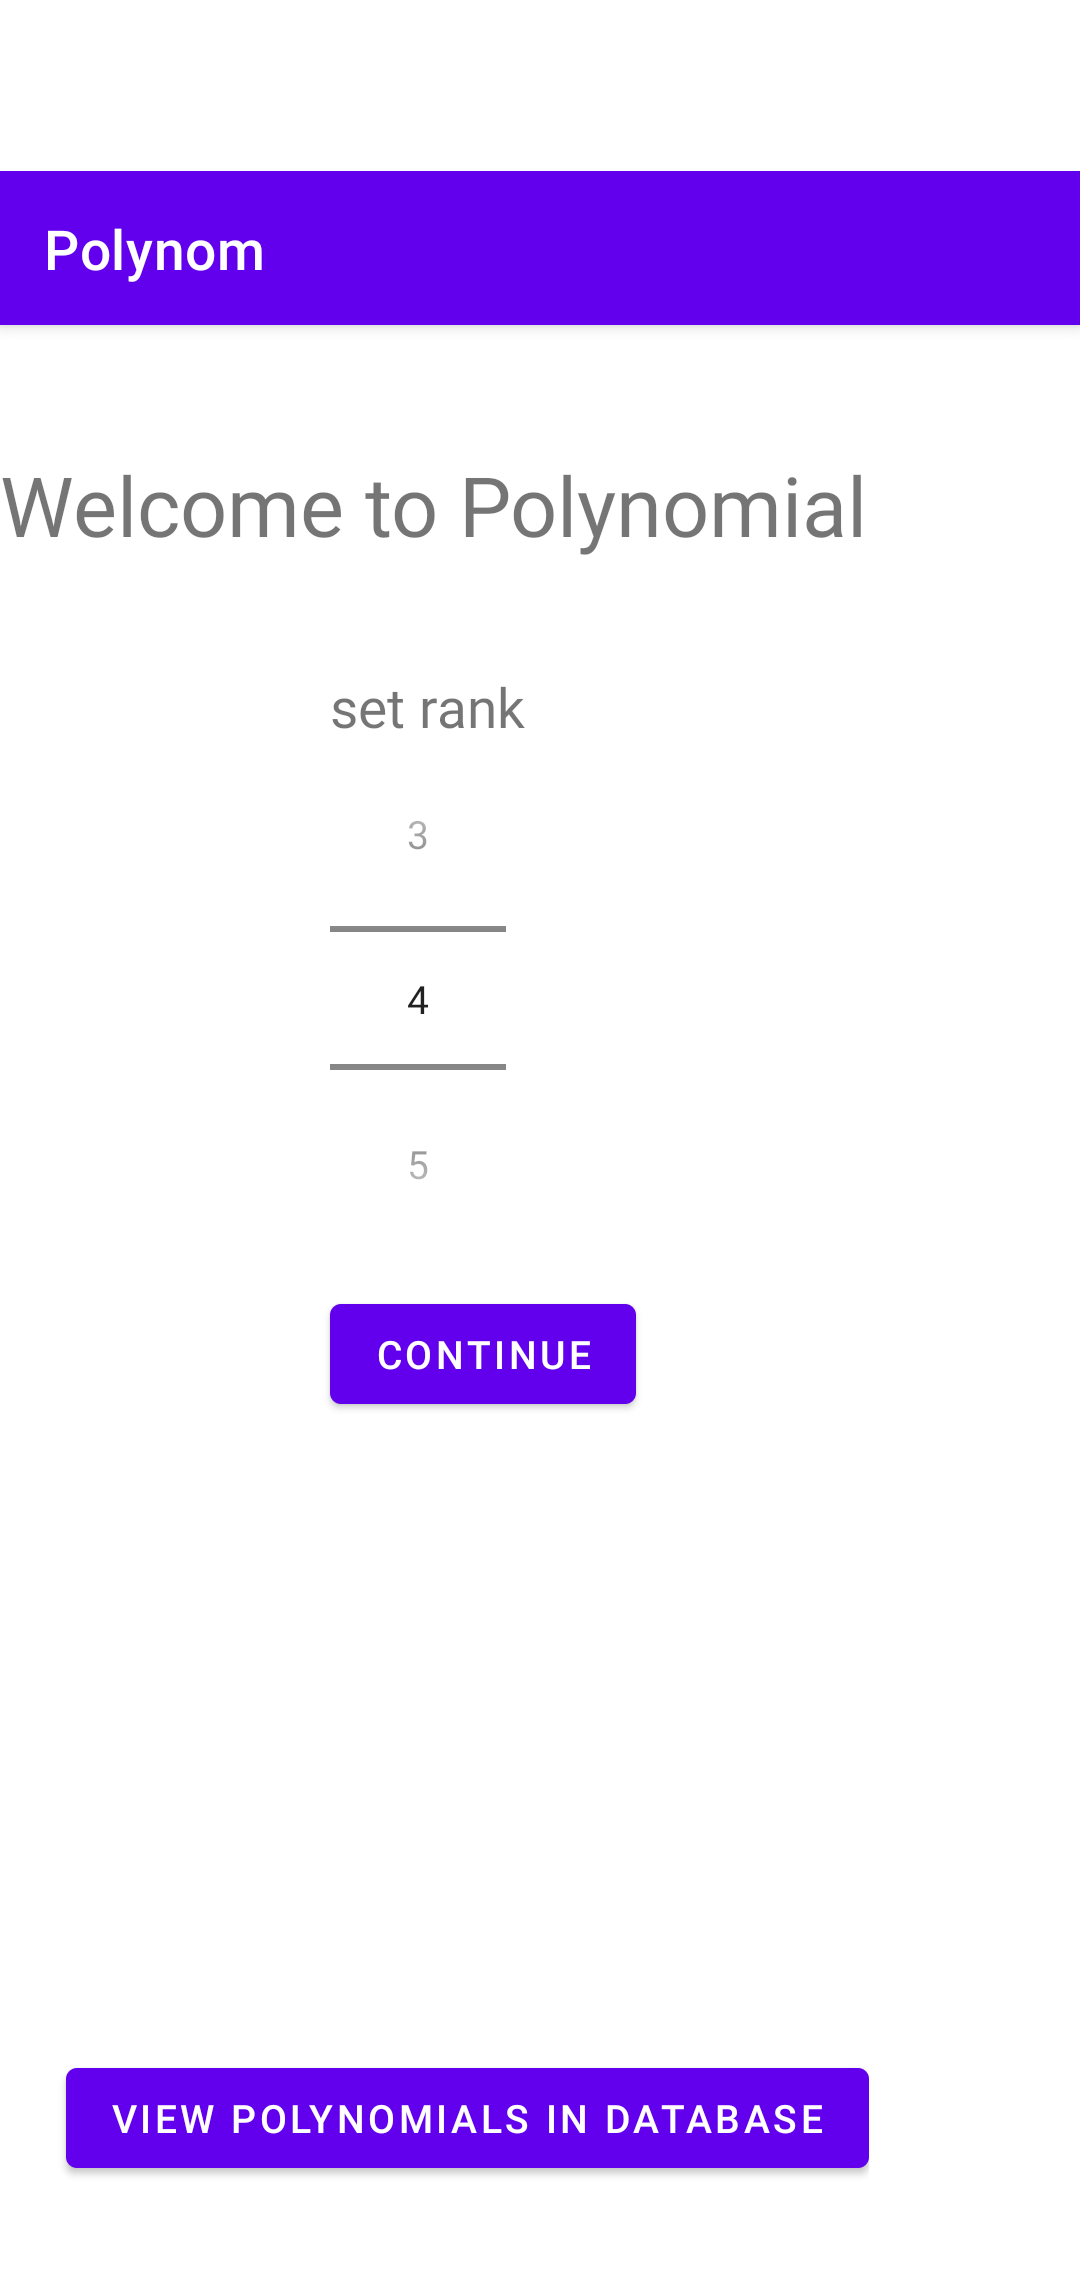 Polynom
Welcome to Polynomial
set rank
3
4
5
CONTINUE
VIEW POLYNOMIALS IN DATABASE